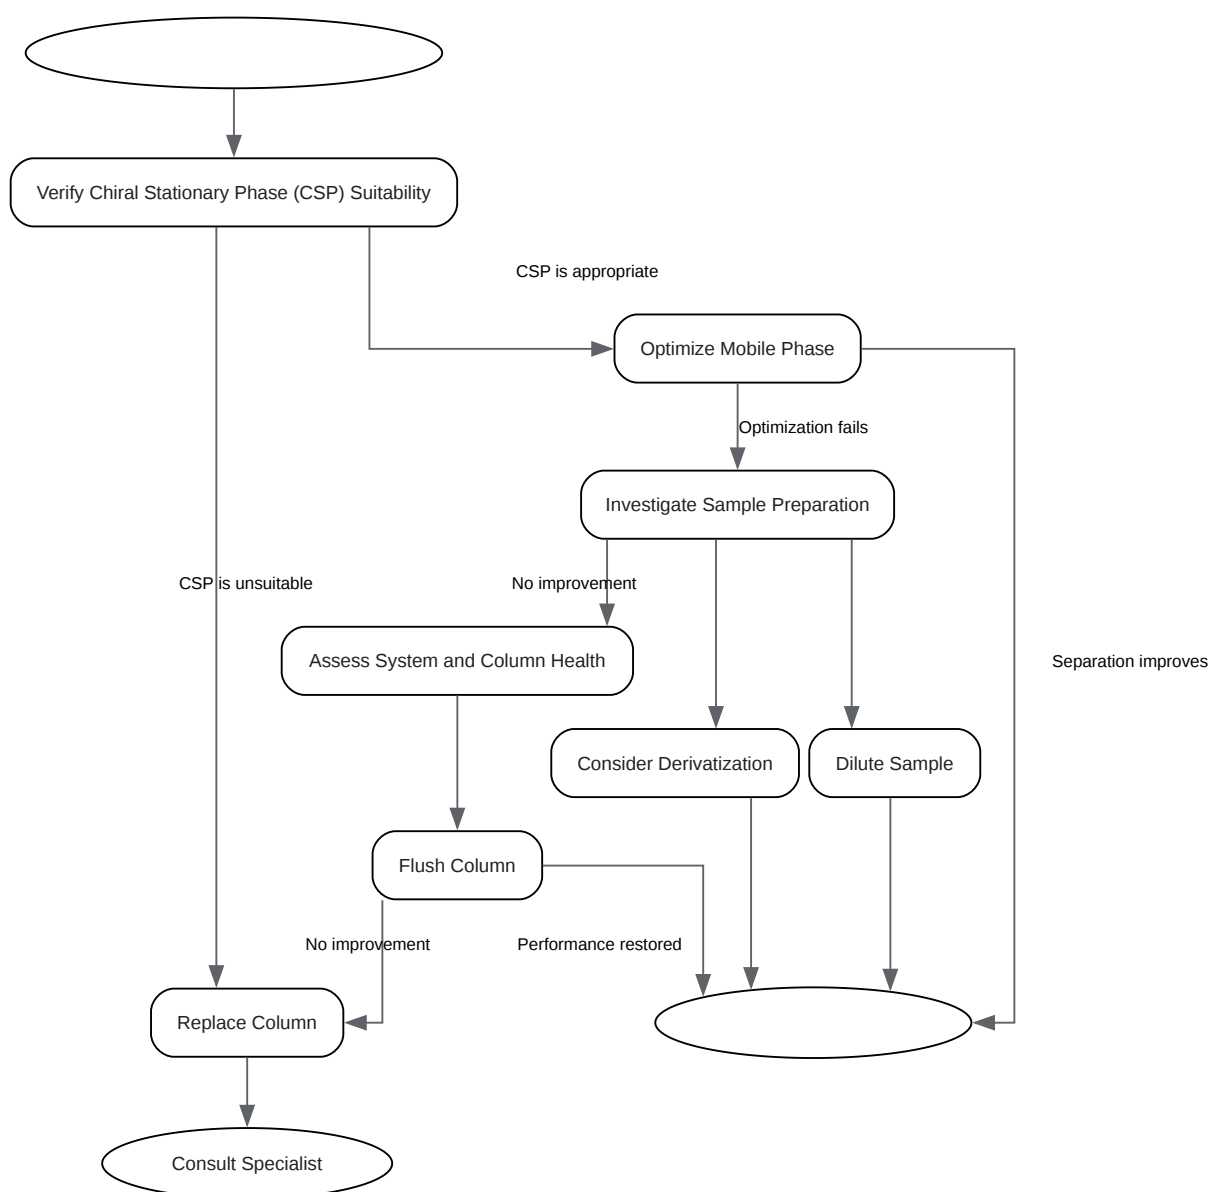 Verify Chiral Stationary Phase (CSP) Suitability
CSP is appropriate
Optimize Mobile Phase
Optimization fails
Investigate Sample Preparation
CSP is unsuitable
No improvement
Assess System and Column Health
Separation improves
Consider Derivatization
Dilute Sample
Flush Column
No improvement
Performance restored
Replace Column
Consult Specialist